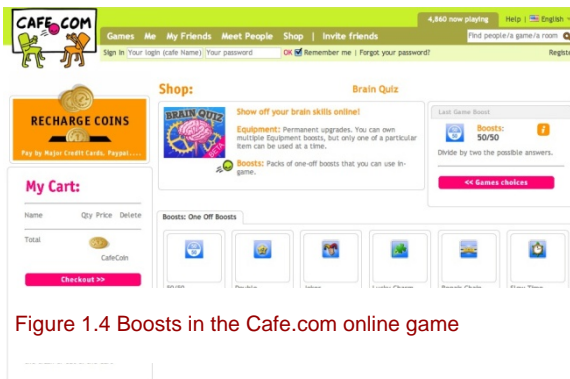 CAFE.COM
4,860 now playing Help | English
Games Me My Friends Meet People Shop | Invite friends
Find people/a game/a room
Sign in Your login (cafe Name) Your password OK Remember me | Forgot your password?
Registe
Shop: Brain Quiz
RECHARGE COINS
Pay by Major Credit Cards, Paypal....
BRAIN QUIZ
BETA
Show off your brain skills online!
Equipment: Permanent upgrades. You can own
multiple Equipment boosts, but only one of a particular
item can be used at a time.
Boosts: Packs of one-off boosts that you can use in-
game.
Last Game Boost
Boosts:
50/50
Divide by two the possible answers.
<< Games choices
My Cart:
Name Qty Price Delete
Total
CafeCoin
Checkout >>
Boosts: One Off Boosts
Figure 1.4 Boosts in the Cafe.com online game